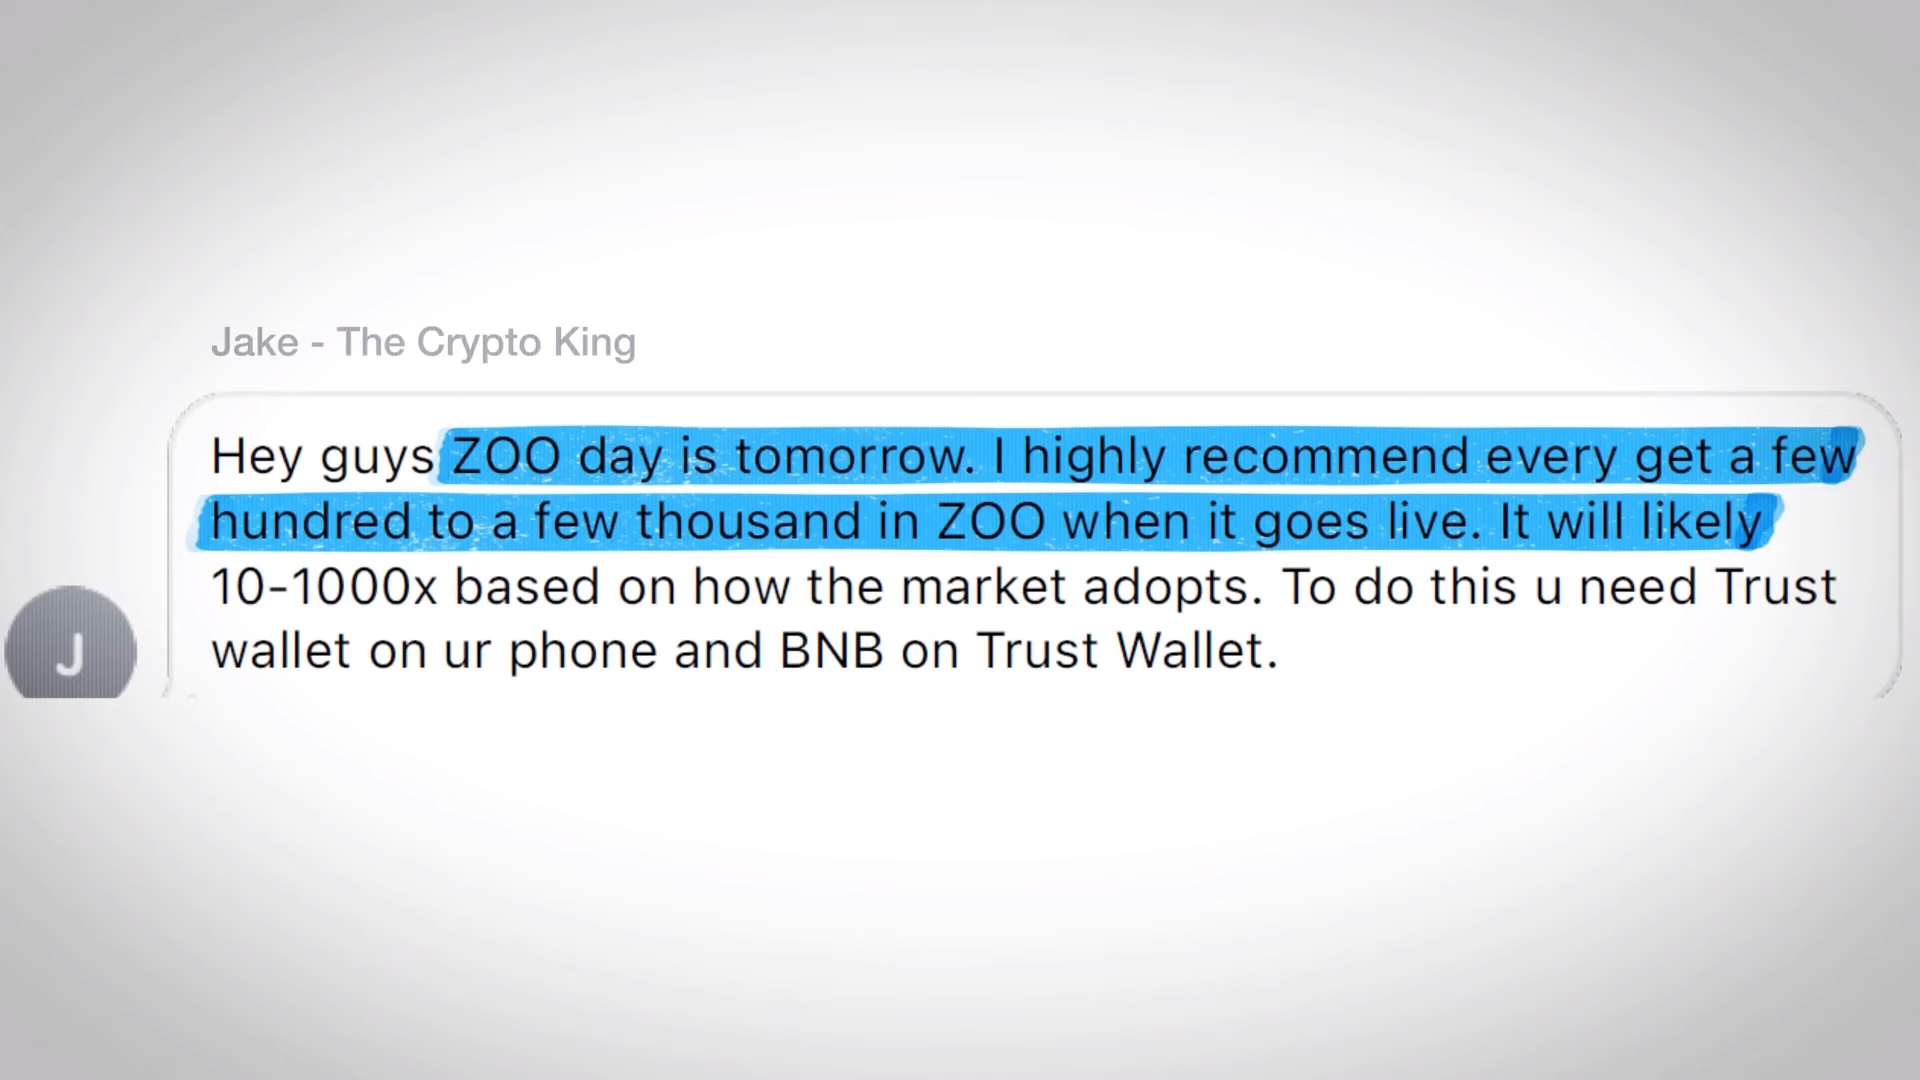 Jake - The Crypto King
Hey guys ZOO day is tomorrow. I highly recommend every get a few
hundred to a few thousand in ZOO when it goes live. It will likely
10-1000x based on how the market adopts. To do this u need Trust
wallet on ur phone and BNB on Trust Wallet.
J